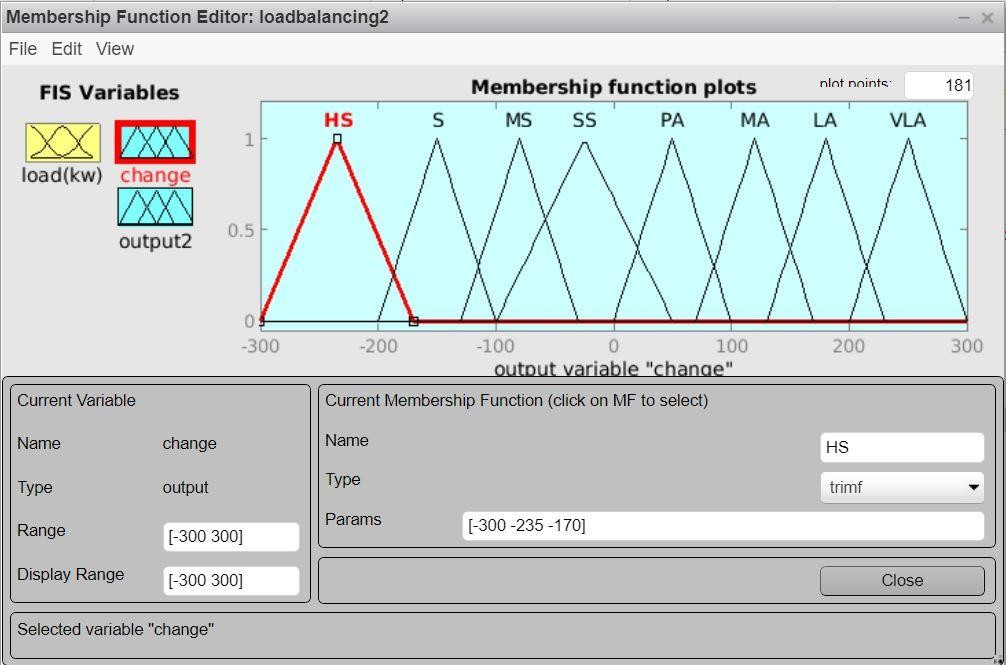 Membership Function Editor: loadbalancing2
File Edit View
FIS Variables
load(kw)
change
output2
Membership function plots
plot points:
181
HS S MS SS PA MA LA VLA
1
0.5
0
-300 -200 -100 0 100 200 300
output variable "change"
Current Variable
Name change
Type output
Range [-300 300]
Display Range [-300 300]
Current Membership Function (click on MF to select)
Name HS
Type trimf
Params [-300 -235 -170]
Close
Selected variable "change"